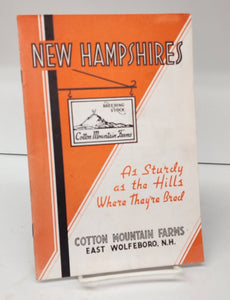 NEW HAMPSHIRES
BREEDING
STOCK
Cotton Mountain Farms
As Sturdy
as the Hills
Where They're Bred
COTTON MOUNTAIN FARMS
EAST WOLFEBORO, N.H.